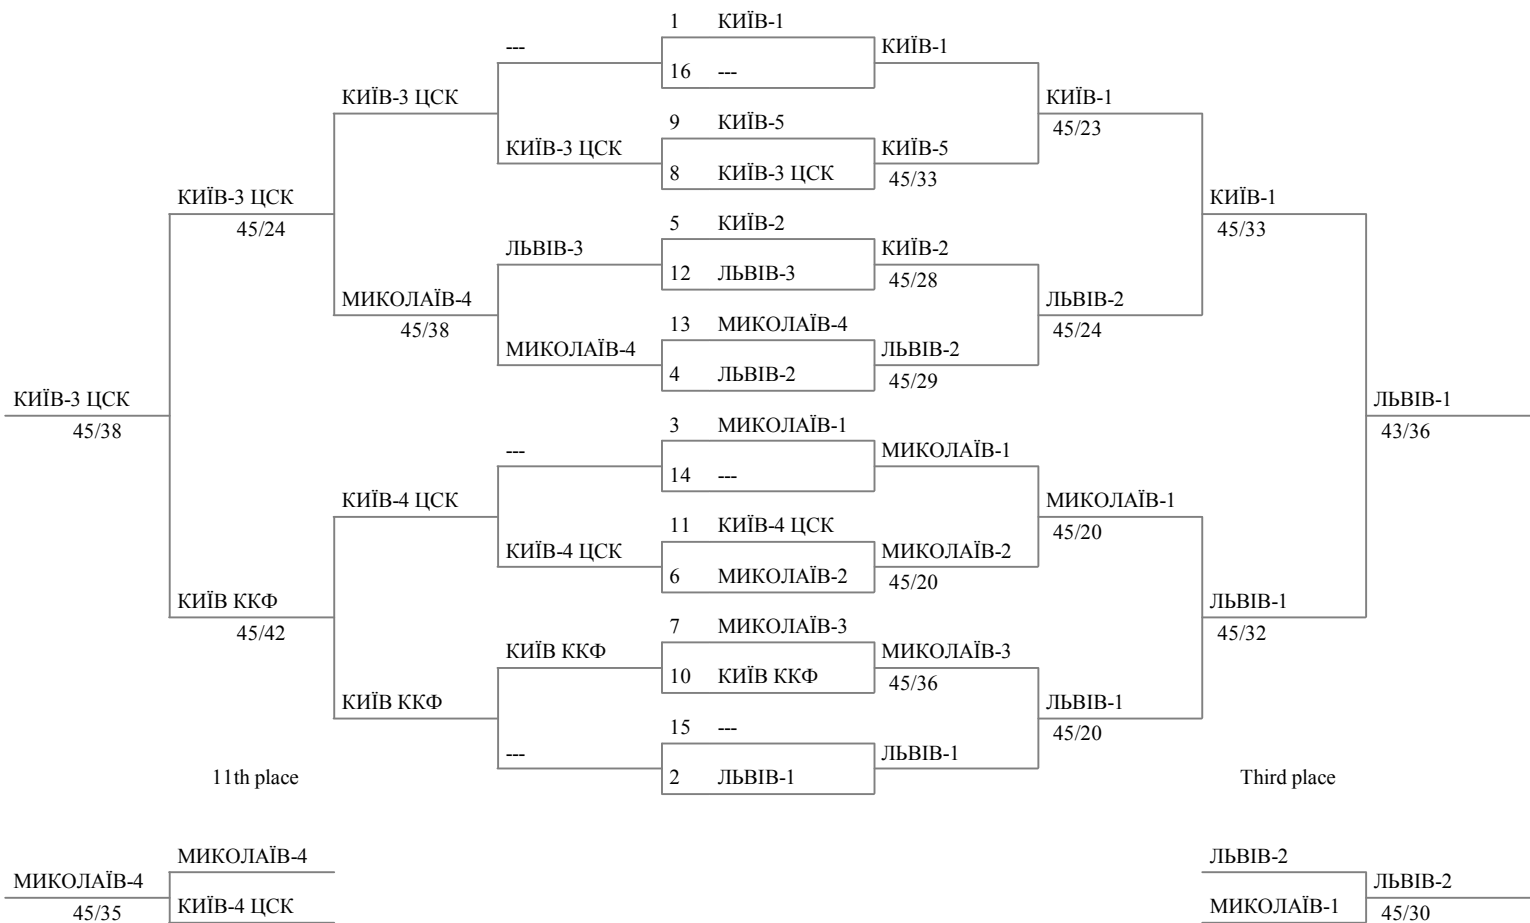 1 КИЇВ-1
--- КИЇВ-1
16 ---
КИЇВ-3 ЦСК КИЇВ-1
9 КИЇВ-5 45/23
КИЇВ-3 ЦСК КИЇВ-5
8 КИЇВ-3 ЦСК 45/33
КИЇВ-3 ЦСК КИЇВ-1
45/24 5 КИЇВ-2 45/33
ЛЬВІВ-3 КИЇВ-2
12 ЛЬВІВ-3 45/28
МИКОЛАЇВ-4 ЛЬВІВ-2
45/38 13 МИКОЛАЇВ-4 45/24
МИКОЛАЇВ-4 ЛЬВІВ-2
4 ЛЬВІВ-2 45/29
КИЇВ-3 ЦСК ЛЬВІВ-1
45/38 3 МИКОЛАЇВ-1 43/36
--- МИКОЛАЇВ-1
14 ---
КИЇВ-4 ЦСК МИКОЛАЇВ-1
11 КИЇВ-4 ЦСК 45/20
КИЇВ-4 ЦСК МИКОЛАЇВ-2
6 МИКОЛАЇВ-2 45/20
КИЇВ ККФ ЛЬВІВ-1
45/42 7 МИКОЛАЇВ-3 45/32
КИЇВ ККФ МИКОЛАЇВ-3
10 КИЇВ ККФ 45/36
КИЇВ ККФ ЛЬВІВ-1
15 --- 45/20
--- ЛЬВІВ-1
11th place 2 ЛЬВІВ-1 Third place
МИКОЛАЇВ-4 ЛЬВІВ-2
МИКОЛАЇВ-4 ЛЬВІВ-2
45/35 КИЇВ-4 ЦСК МИКОЛАЇВ-1 45/30